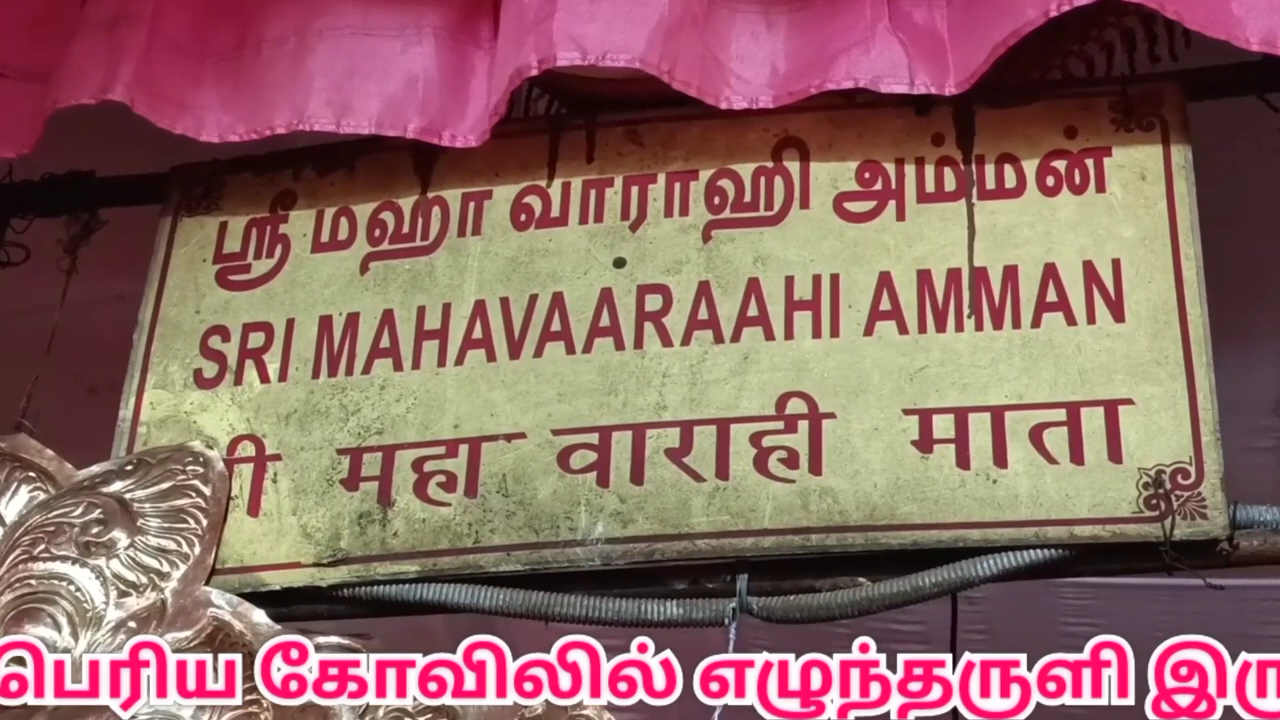 ஸ்ரீ மஹா வாராஹி அம்மன்
SRI MAHAVAARAAHI AMMAN
महा वाराही माता
பெரிய கோவிலில் எழுந்தருளி